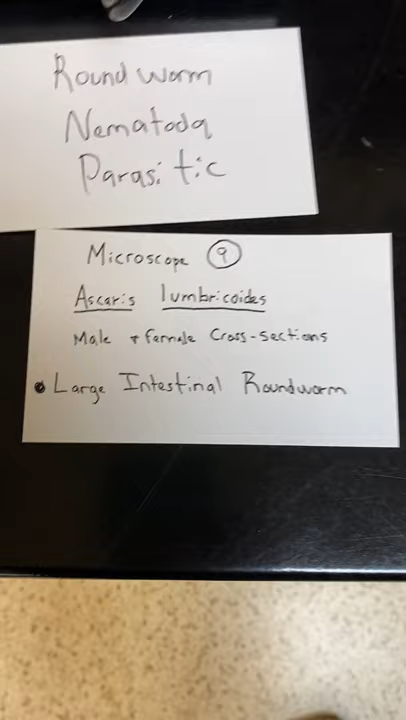 Round worm
Nematoda
Parasitic
Microscope 9
Ascaris lumbricoides
Male + female Cross-sections
• Large Intestinal Roundworm